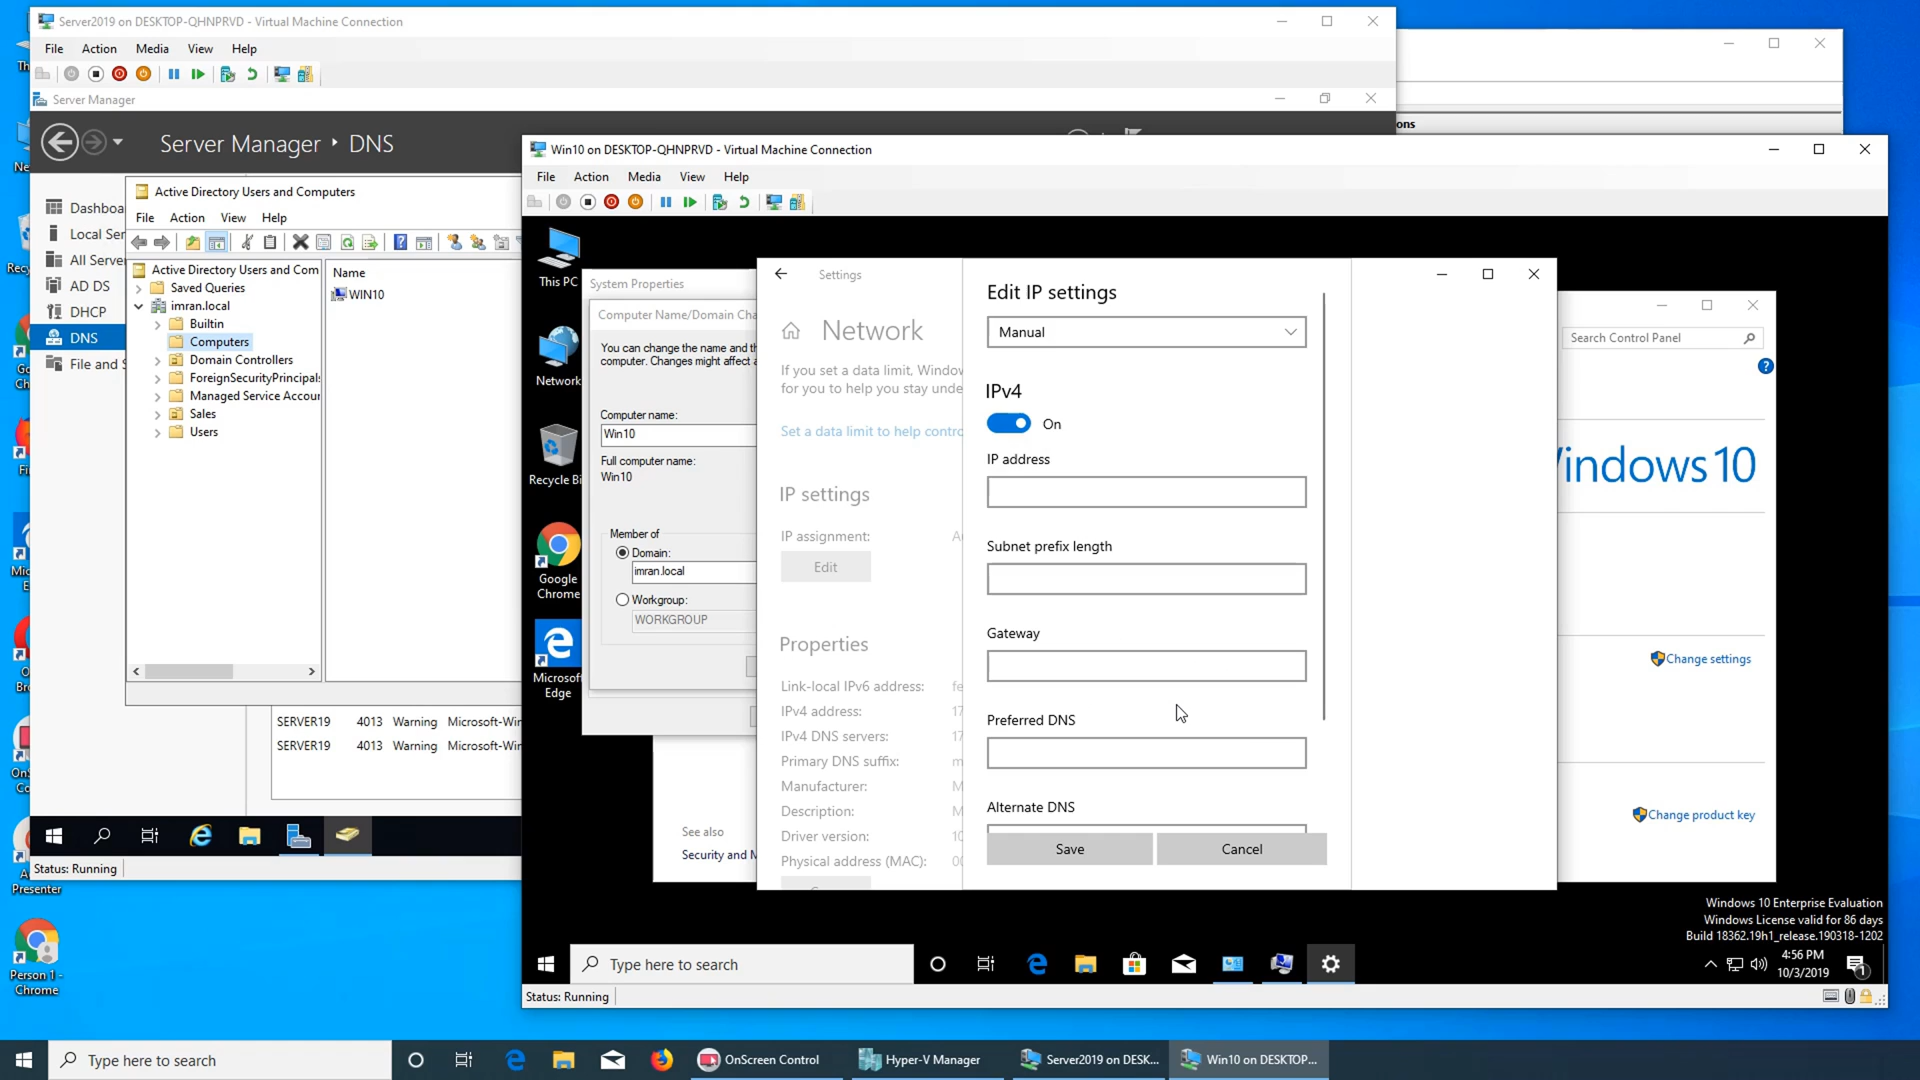 Server2019 on DESKTOP-QHNPRVD - Virtual Machine Connection
File Action Media View Help
Server Manager
Server Manager DNS
ons
Dashboa
Local Ser
All Server
AD DS
DHCP
DNS
File and S
Active Directory Users and Computers
File Action View Help
Active Directory Users and Com
Saved Queries
imran.local
Builtin
Computers
Domain Controllers
ForeignSecurityPrincipal
Managed Service Accour
Sales
Users
Name
WIN10
SERVER19 4013 Warning Microsoft-Win
SERVER19 4013 Warning Microsoft-Win
Status: Running
Win10 on DESKTOP-QHNPRVD - Virtual Machine Connection
File Action Media View Help
This PC
Network
Recycle Bi
Google
Chrome
Microsof
Edge
System Properties
Computer Name/Domain Cha
You can change the name and th
computer. Changes might affect a
Computer name:
Win10
Full computer name:
Win10
Member of
Domain:
imran.local
Workgroup:
WORKGROUP
See also
Security and M
Settings
Network
If you set a data limit, Window
for you to help you stay unde
Set a data limit to help contro
IP settings
IP assignment:
Edit
Properties
Link-local IPv6 address: fe
IPv4 address: 17
IPv4 DNS servers: 17
Primary DNS suffix: m
Manufacturer: M
Description: M
Driver version: 10
Physical address (MAC): 00
Edit IP settings
Manual
IPv4
On
IP address
Subnet prefix length
Gateway
Preferred DNS
Alternate DNS
Save Cancel
Search Control Panel
indows 10
Change settings
Change product key
Windows 10 Enterprise Evaluation
Windows License valid for 86 days
Build 18362.19h1_release.190318-1202
Type here to search
4:56 PM
10/3/2019
1
Status: Running
Presenter
Person 1 -
Chrome
Type here to search
OnScreen Control
Hyper-V Manager
Server2019 on DESK...
Win10 on DESKTOP...